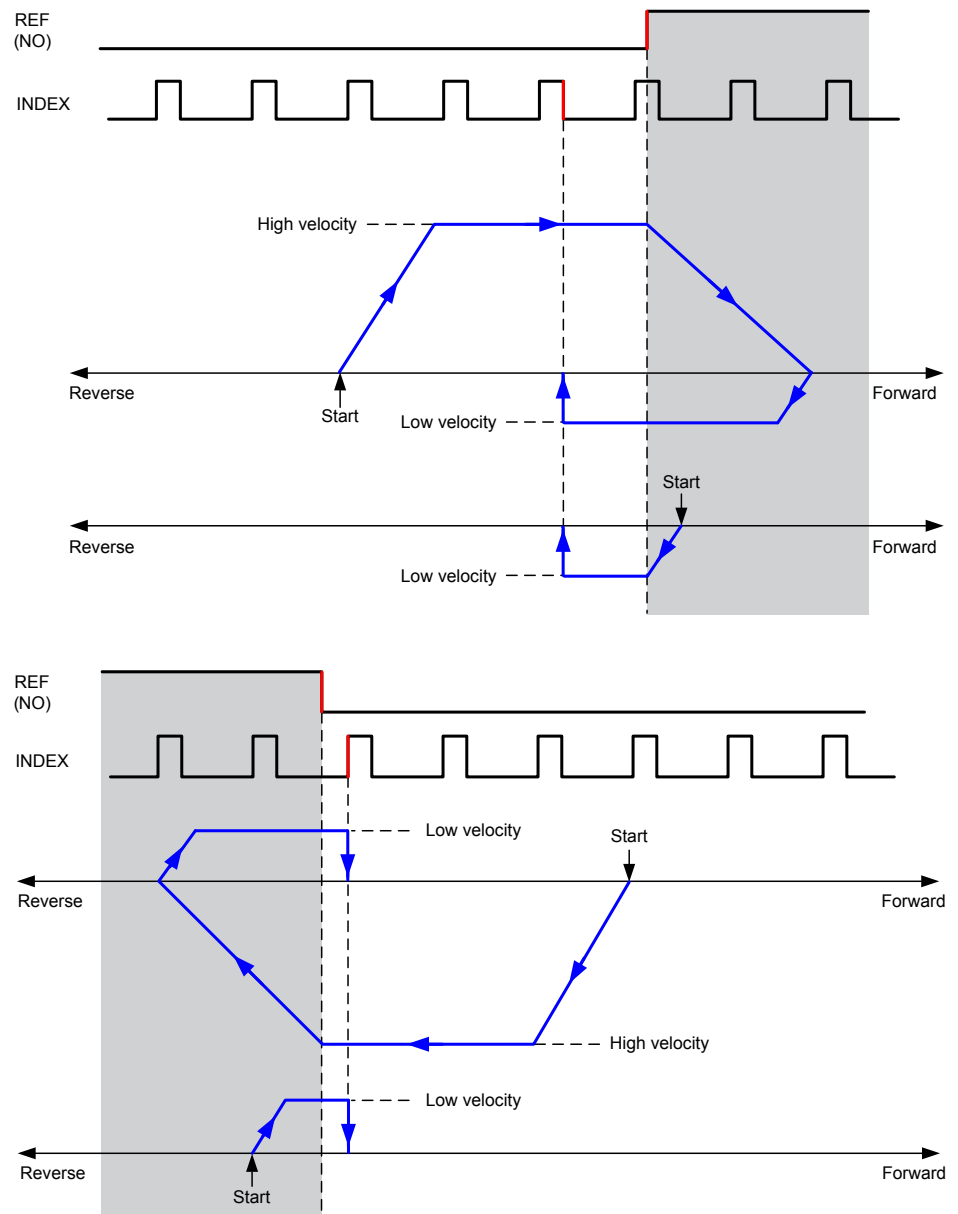 REF
(NO)
INDEX
High velocity
Reverse
Start
Forward
Low velocity
Start
Reverse
Forward
Low velocity
REF
(NO)
INDEX
Low velocity
Start
Reverse
Forward
High velocity
Low velocity
Reverse
Start
Forward